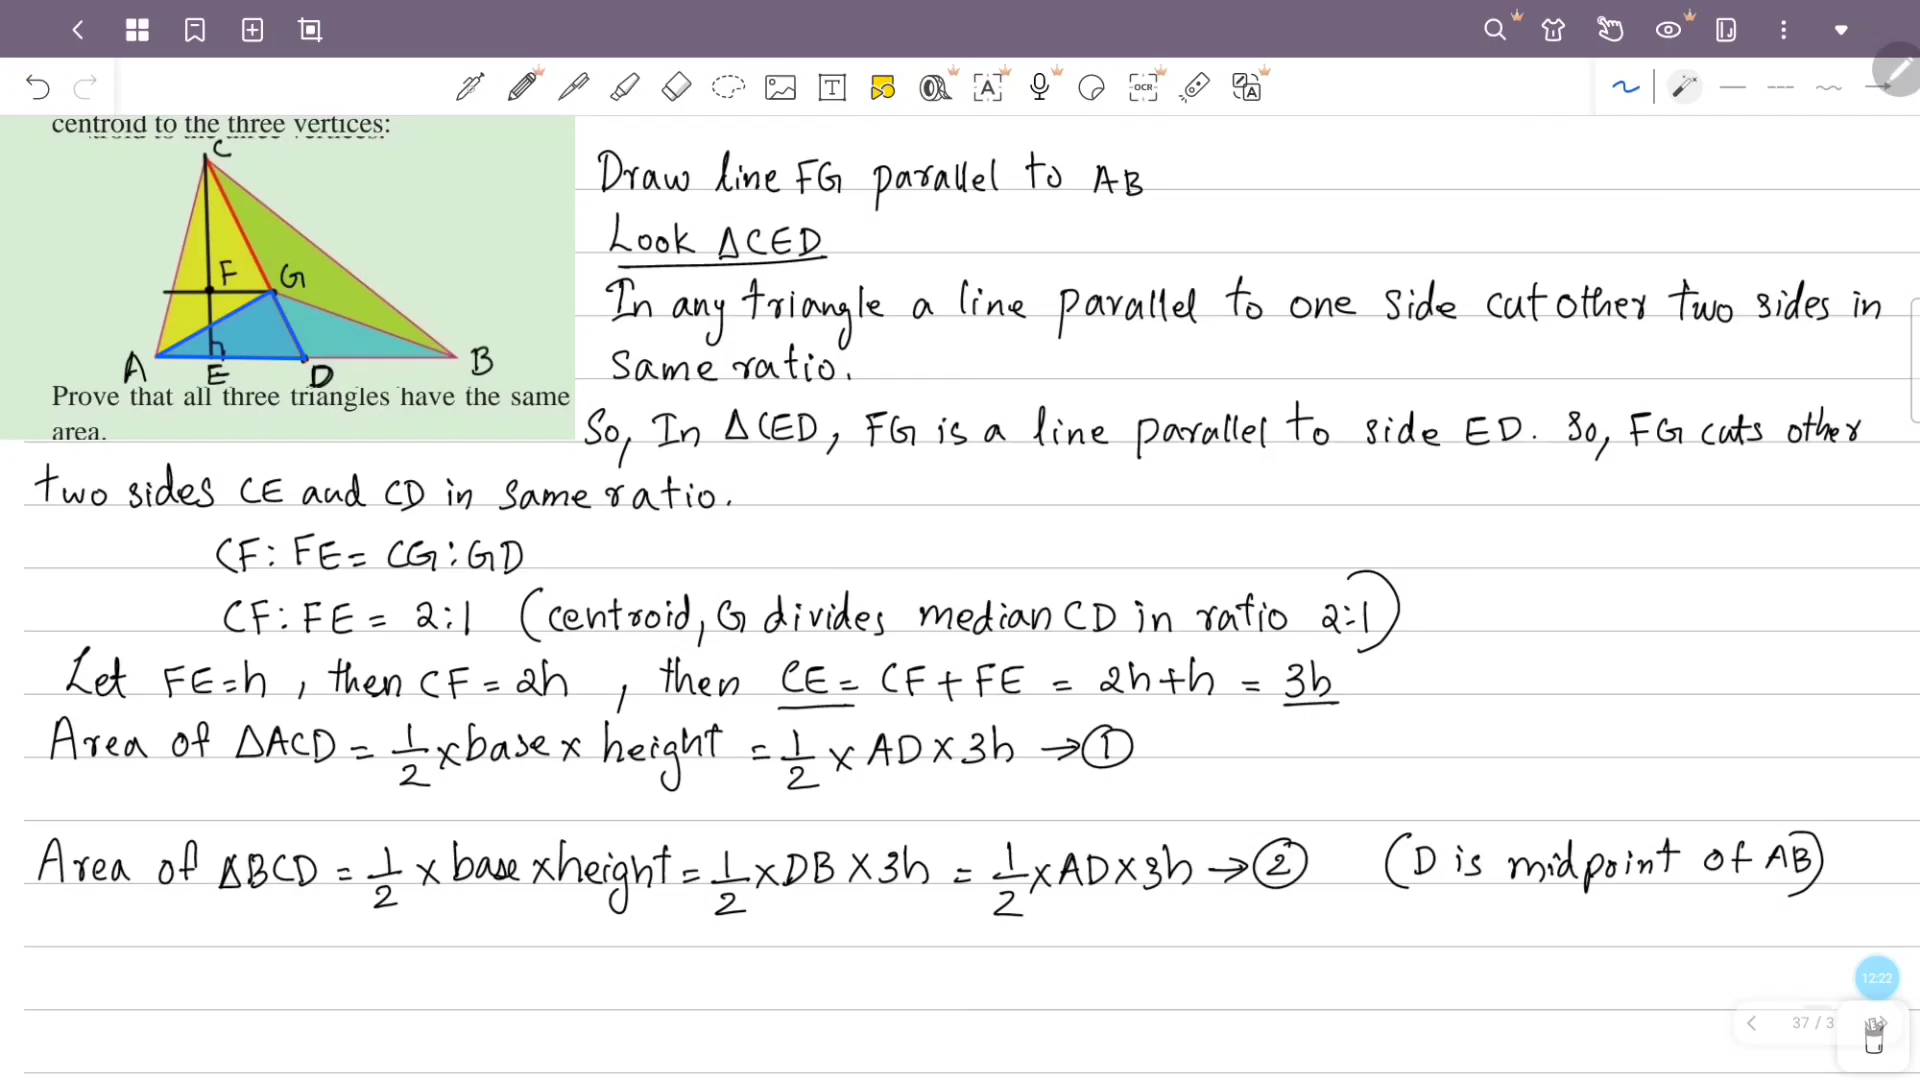 centroid to the three vertices:
C
F G
A E D B
Prove that all three triangles have the same
area.
Draw line FG parallel to AB
Look ΔCED
In any triangle a line parallel to one side cut other two sides in
same ratio.
So, In ΔCED, FG is a line parallel to side ED. So, FG cuts other
two sides CE and CD in same ratio.
CF : FE = CG : GD
CF : FE = 2:1 (centroid, G divides median CD in ratio 2:1)
Let FE = h , then CF = 2h , then CE = CF + FE = 2h + h = 3h
Area of ΔACD = 1/2 × base × height = 1/2 × AD × 3h → ①
Area of ΔBCD = 1/2 × base × height = 1/2 × DB × 3h = 1/2 × AD × 3h → ② (D is midpoint of AB)
12:22
37 / 3